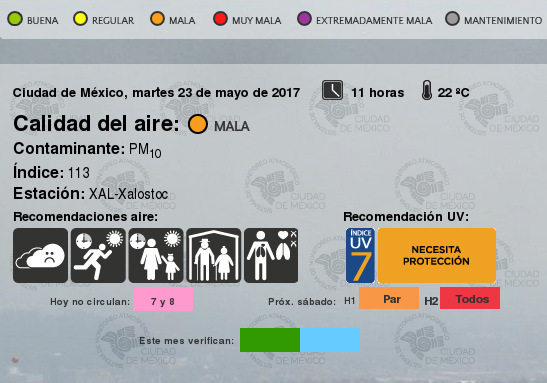 BUENA REGULAR MALA MUY MALA EXTREMADAMENTE MALA MANTENIMIENTO
Ciudad de México, martes 23 de mayo de 2017 11 horas 22 ºC
Calidad del aire: MALA
Contaminante: PM10
Índice: 113
Estación: XAL-Xalostoc
Recomendaciones aire: Recomendación UV:
ÍNDICE
UV
7
NECESITA
PROTECCIÓN
Hoy no circulan: 7 y 8 Próx. sábado: H1 Par H2 Todos
Este mes verifican:
CIUDAD
DE MÉXICO